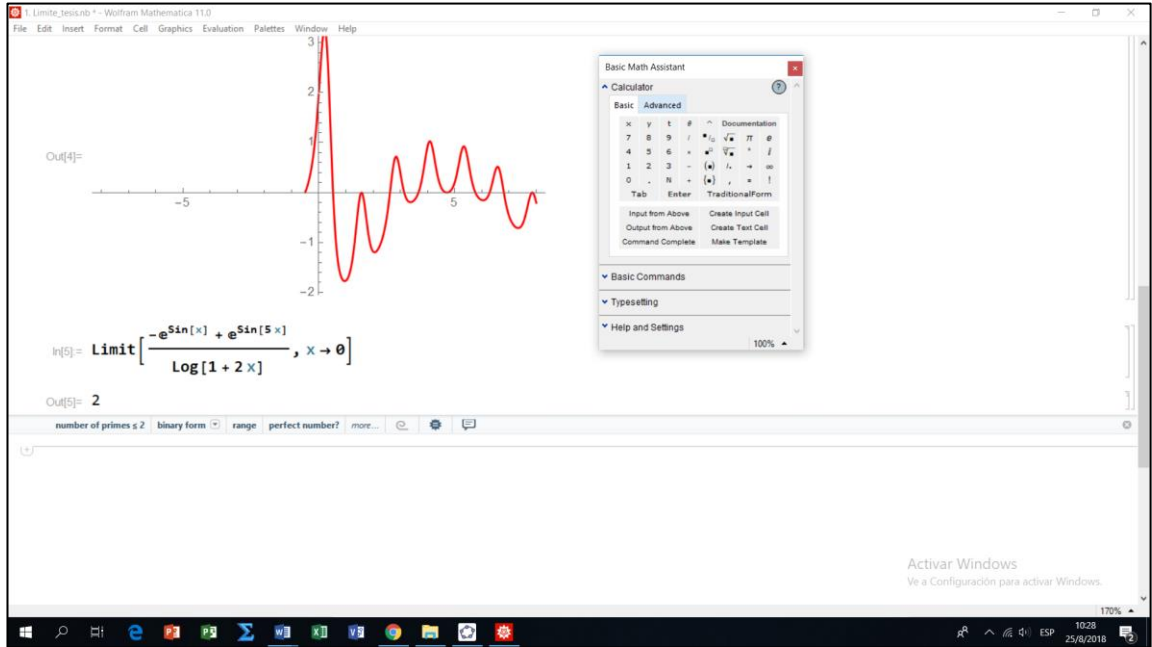 1. Limite_tesis.nb * - Wolfram Mathematica 11.0
File Edit Insert Format Cell Graphics Evaluation Palettes Window Help
3
2
1
Out[4]=
-5 5
-1
-2
In[5]:= Limit[(-e^Sin[x] + e^Sin[5 x])/Log[1 + 2 x], x → 0]
Out[5]= 2
number of primes ≤ 2 binary form range perfect number? more...
Basic Math Assistant
Calculator ?
Basic Advanced
x y t θ ^ Documentation
7 8 9 / π e
4 5 6 ° i
1 2 3 - → ∞
0 . N + , = !
Tab Enter TraditionalForm
Input from Above Create Input Cell
Output from Above Create Text Cell
Command Complete Make Template
Basic Commands
Typesetting
Help and Settings
100%
Activar Windows
Ve a Configuración para activar Windows.
170%
ESP
10:28
25/8/2018
2